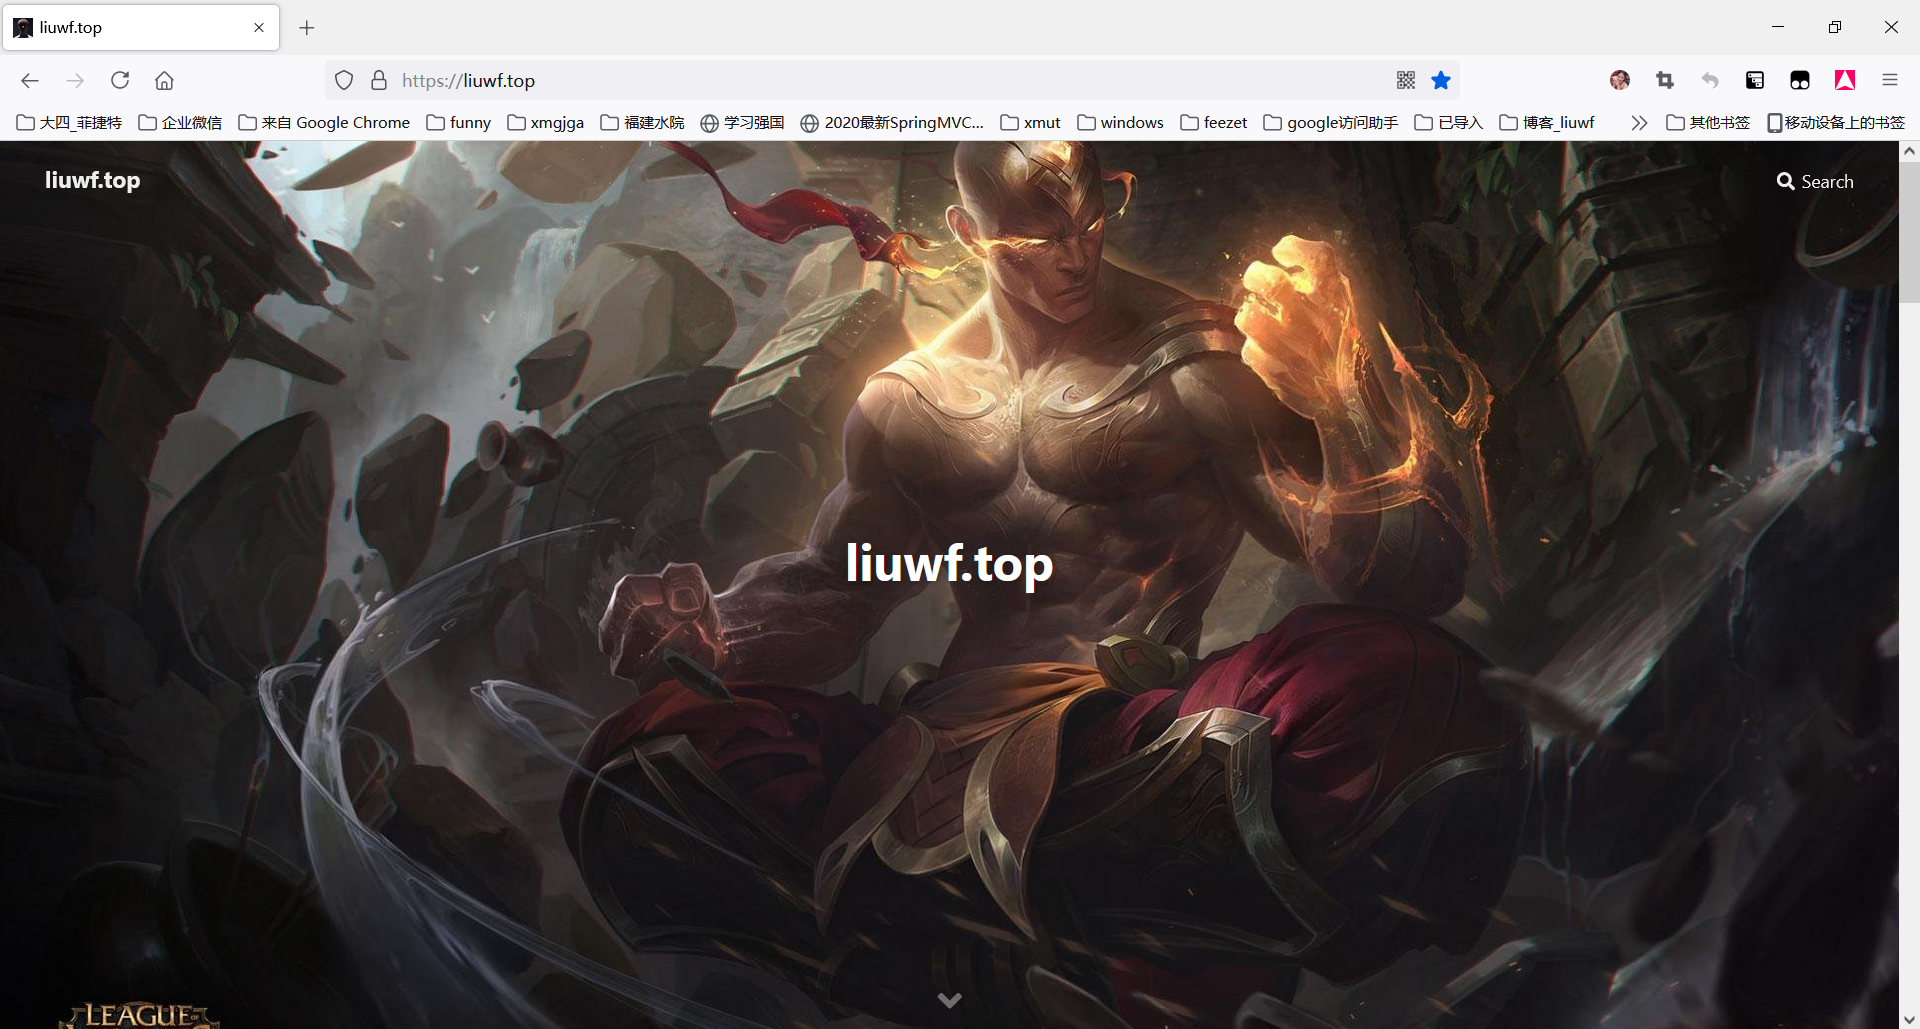 liuwf.top
https://liuwf.top
大四_菲捷特 企业微信 来自 Google Chrome funny xmgjga 福建水院 学习强国 2020最新SpringMVC... xmut windows feezet google访问助手 已导入 博客_liuwf 其他书签 移动设备上的书签
liuwf.top Search
liuwf.top
LEAGUE OF